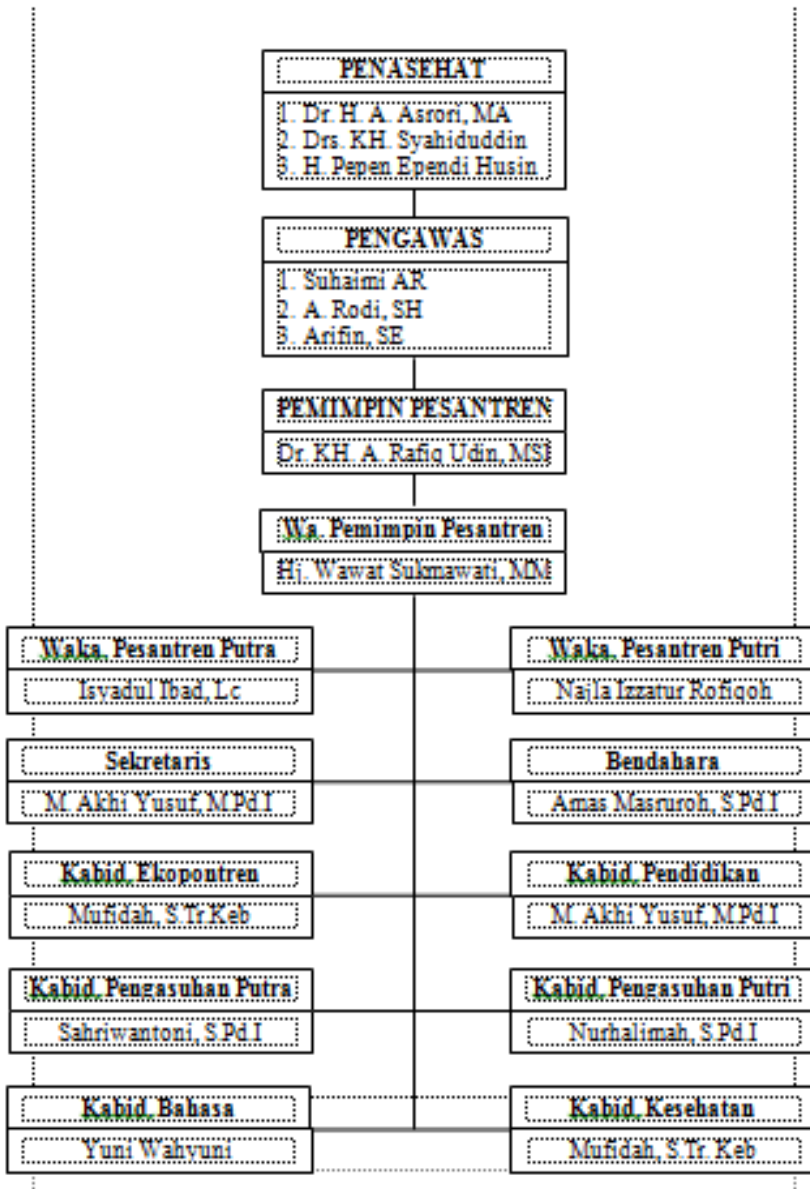 PENASEHAT
1. Dr. H. A. Asrori, MA
2. Drs. KH. Syahiduddin
3. H. Pepen Ependi Husin
PENGAWAS
1. Suhaimi AR
2. A. Rodi, SH
3. Arifin, SE
PEMIMPIN PESANTREN
Dr. KH. A. Rafiq Udin, MSI
Wa. Pemimpin Pesantren
Hj. Wawat Sukmawati, MM
Waka. Pesantren Putra
Isyadul Ibad, Lc
Waka. Pesantren Putri
Najla Izzatur Rofiqoh
Sekretaris
M. Akhi Yusuf, M.Pd.I
Bendahara
Amas Masruroh, S.Pd.I
Kabid. Ekopontren
Mufidah, S.Tr.Keb
Kabid. Pendidikan
M. Akhi Yusuf, M.Pd.I
Kabid. Pengasuhan Putra
Sahriwantoni, S.Pd.I
Kabid. Pengasuhan Putri
Nurhalimah, S.Pd.I
Kabid. Bahasa
Yuni Wahyuni
Kabid. Kesehatan
Mufidah, S.Tr. Keb